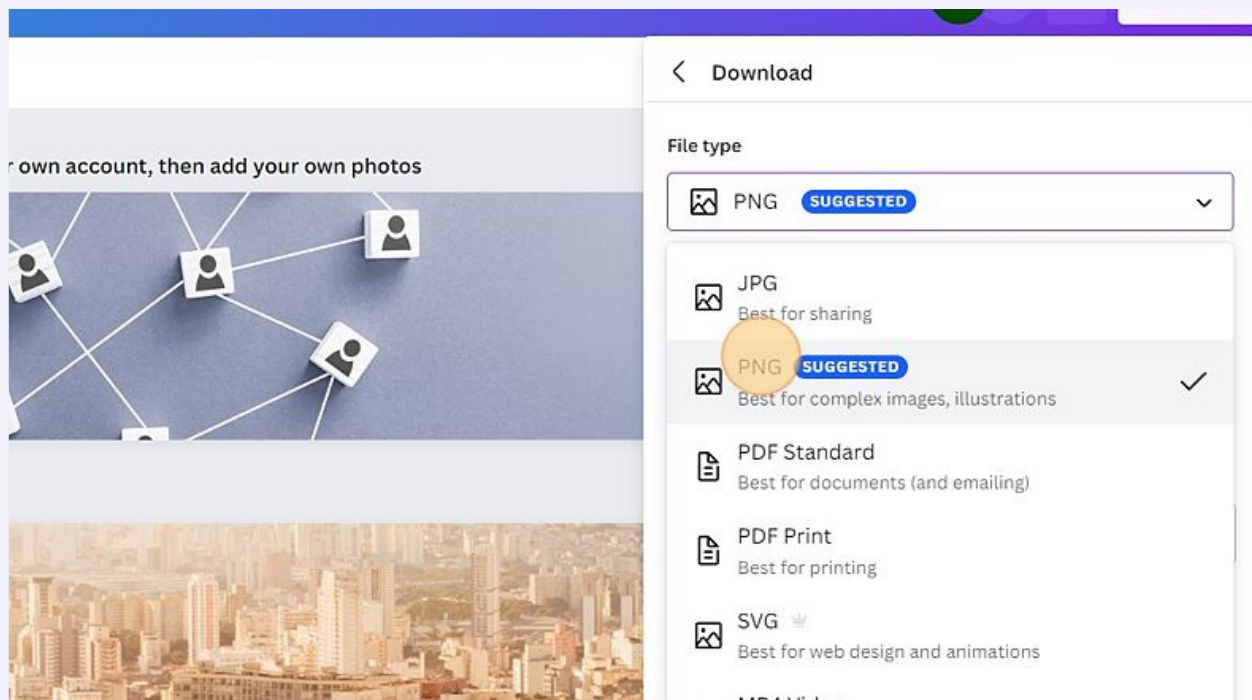 Download
File type
r own account, then add your own photos
PNG SUGGESTED
JPG
Best for sharing
PNG SUGGESTED
Best for complex images, illustrations
PDF Standard
Best for documents (and emailing)
PDF Print
Best for printing
SVG
Best for web design and animations
MP4 Video